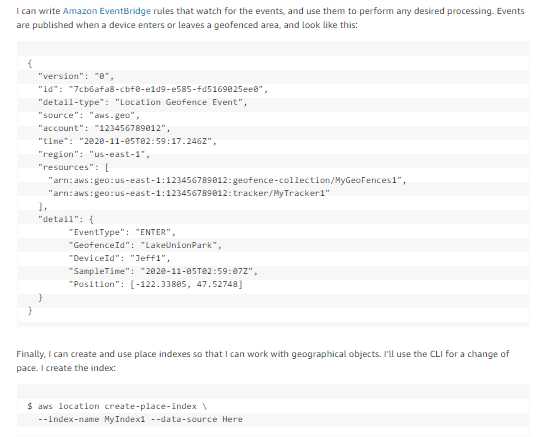 I can write Amazon EventBridge rules that watch for the events, and use them to perform any desired processing. Events
are published when a device enters or leaves a geofenced area, and look like this:
{
  "version": "0",
  "id": "7cb6afa8-cbf0-e1d9-e585-fd5169025ee0",
  "detail-type": "Location Geofence Event",
  "source": "aws.geo",
  "account": "123456789012",
  "time": "2020-11-05T02:59:17.246Z",
  "region": "us-east-1",
  "resources": [
    "arn:aws:geo:us-east-1:123456789012:geofence-collection/MyGeoFences1",
    "arn:aws:geo:us-east-1:123456789012:tracker/MyTracker1"
  ],
  "detail": {
        "EventType": "ENTER",
        "GeofenceId": "LakeUnionPark",
        "DeviceId": "Jeff1",
        "SampleTime": "2020-11-05T02:59:07Z",
        "Position": [-122.33805, 47.52748]
  }
}
Finally, I can create and use place indexes so that I can work with geographical objects. I'll use the CLI for a change of
pace. I create the index:
$ aws location create-place-index \
  --index-name MyIndex1 --data-source Here